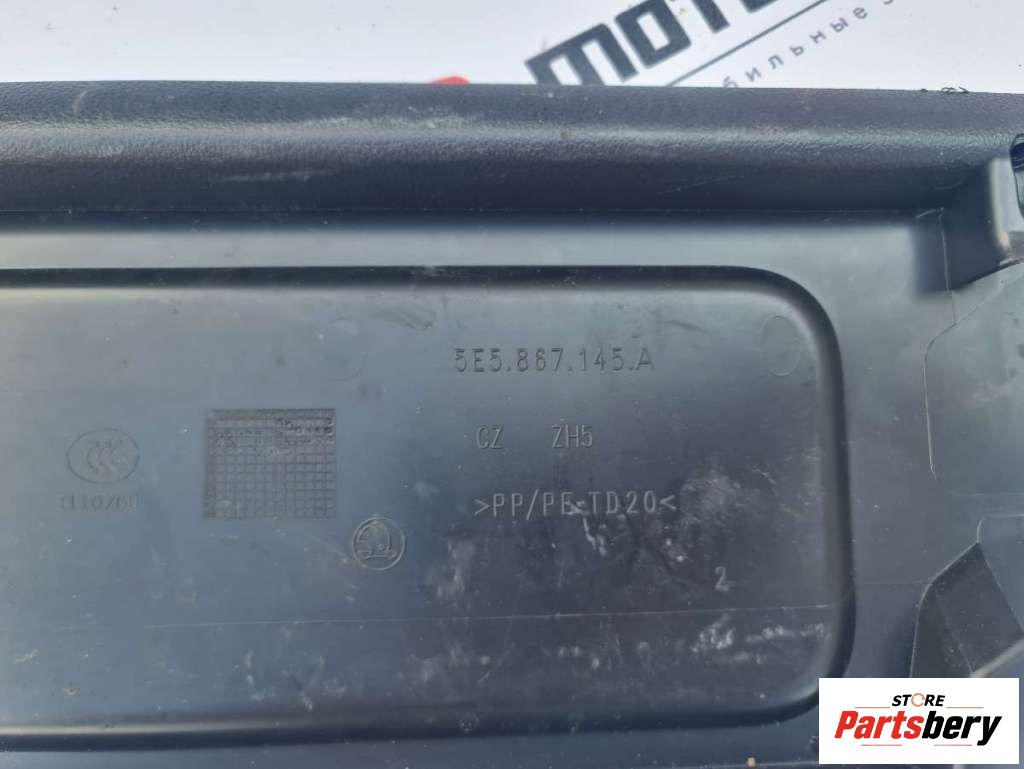 5E5.867.145.A
CZ ZH5
>PP/PE-TD20<
2
STORE
Partsbery